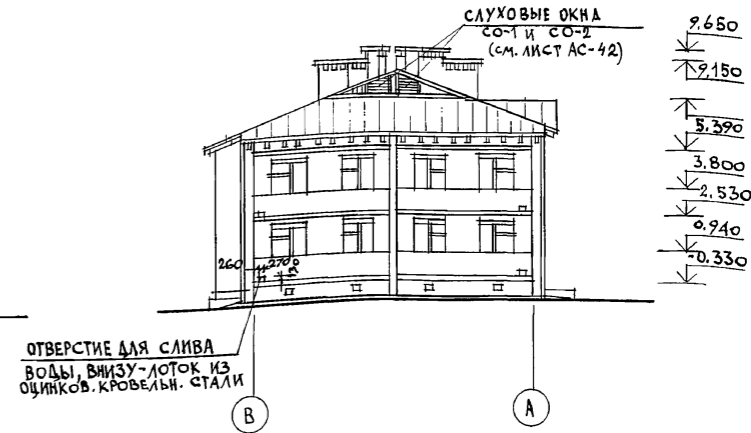 СЛУХОВЫЕ ОКНА
СО-1 И СО-2
(СМ. ЛИСТ АС-42)
9.650
9.150
5.390
3.800
2.530
0.940
-0.330
260
270
ОТВЕРСТИЕ ДЛЯ СЛИВА
ВОДЫ, ВНИЗУ-ЛОТОК ИЗ
ОЦИНКОВ. КРОВЕЛЬН. СТАЛИ
В
А